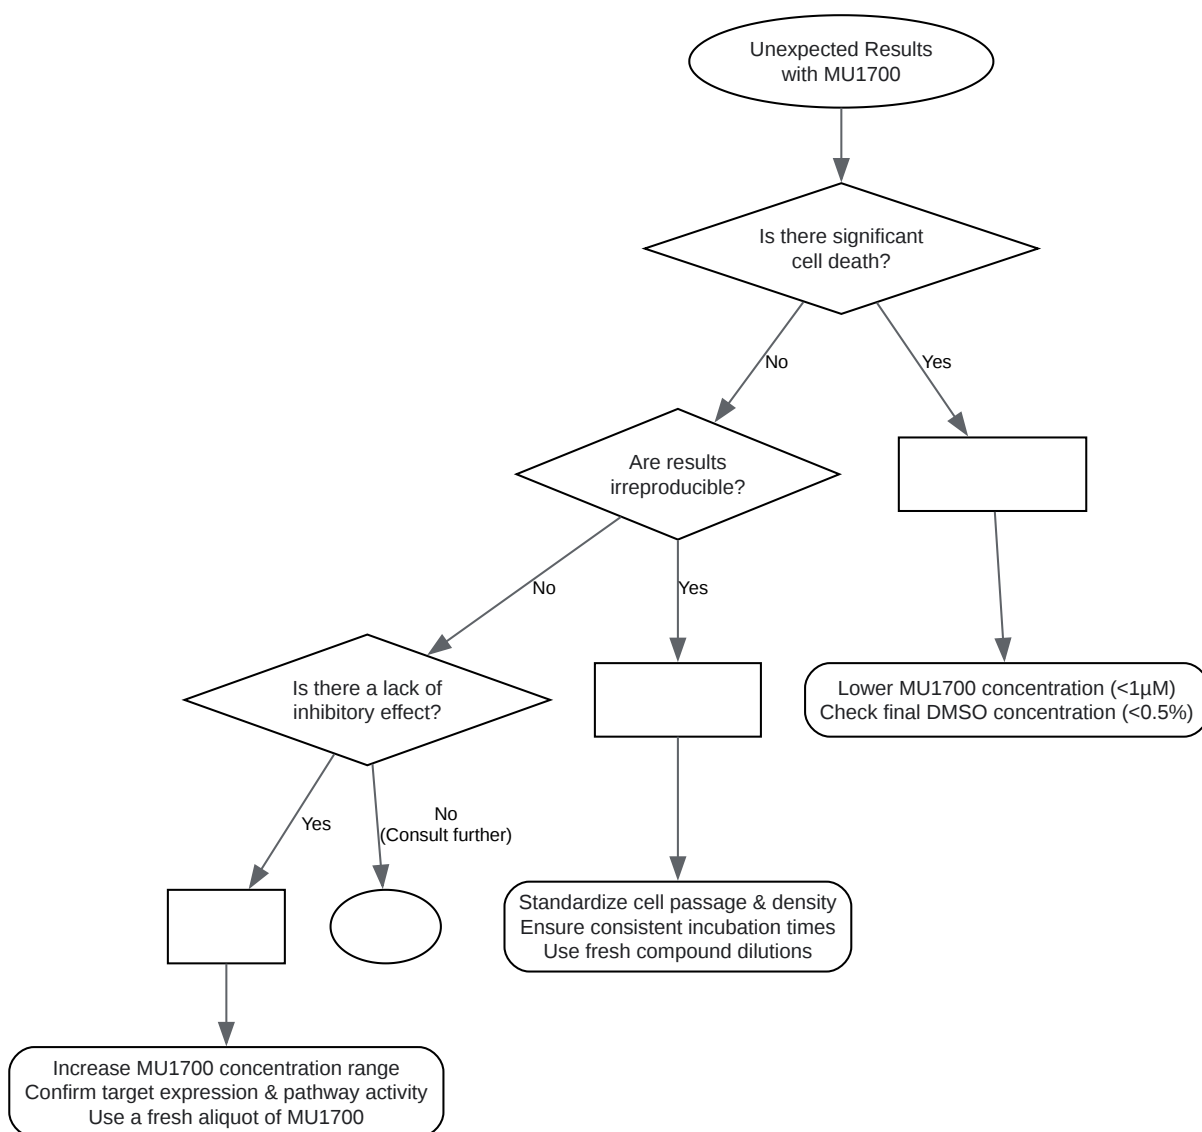 Unexpected Results
with MU1700
Is there significant
cell death?
No
Yes
Are results
irreproducible?
No
Yes
Is there a lack of
inhibitory effect?
Lower MU1700 concentration (<1µM)
Check final DMSO concentration (<0.5%)
Yes
No
(Consult further)
Standardize cell passage & density
Ensure consistent incubation times
Use fresh compound dilutions
Increase MU1700 concentration range
Confirm target expression & pathway activity
Use a fresh aliquot of MU1700